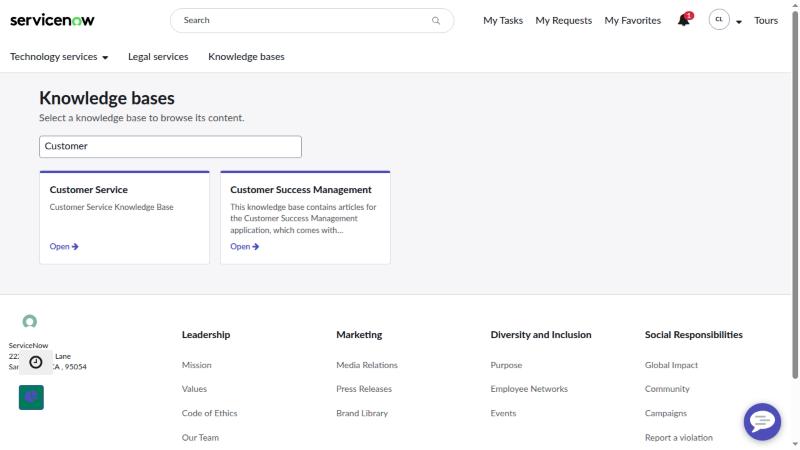 servicenow
Search
My Tasks
My Requests
My Favorites
1
CL
Tours
Technology services
Legal services
Knowledge bases
Knowledge bases
Select a knowledge base to browse its content.
Customer
Customer Service
Customer Service Knowledge Base
Open
Customer Success Management
This knowledge base contains articles for
the Customer Success Management
application, which comes with...
Open
ServiceNow
Lane
CA , 95054
Leadership
Mission
Values
Code of Ethics
Our Team
Marketing
Media Relations
Press Releases
Brand Library
Diversity and Inclusion
Purpose
Employee Networks
Events
Social Responsibilities
Global Impact
Community
Campaigns
Report a violation